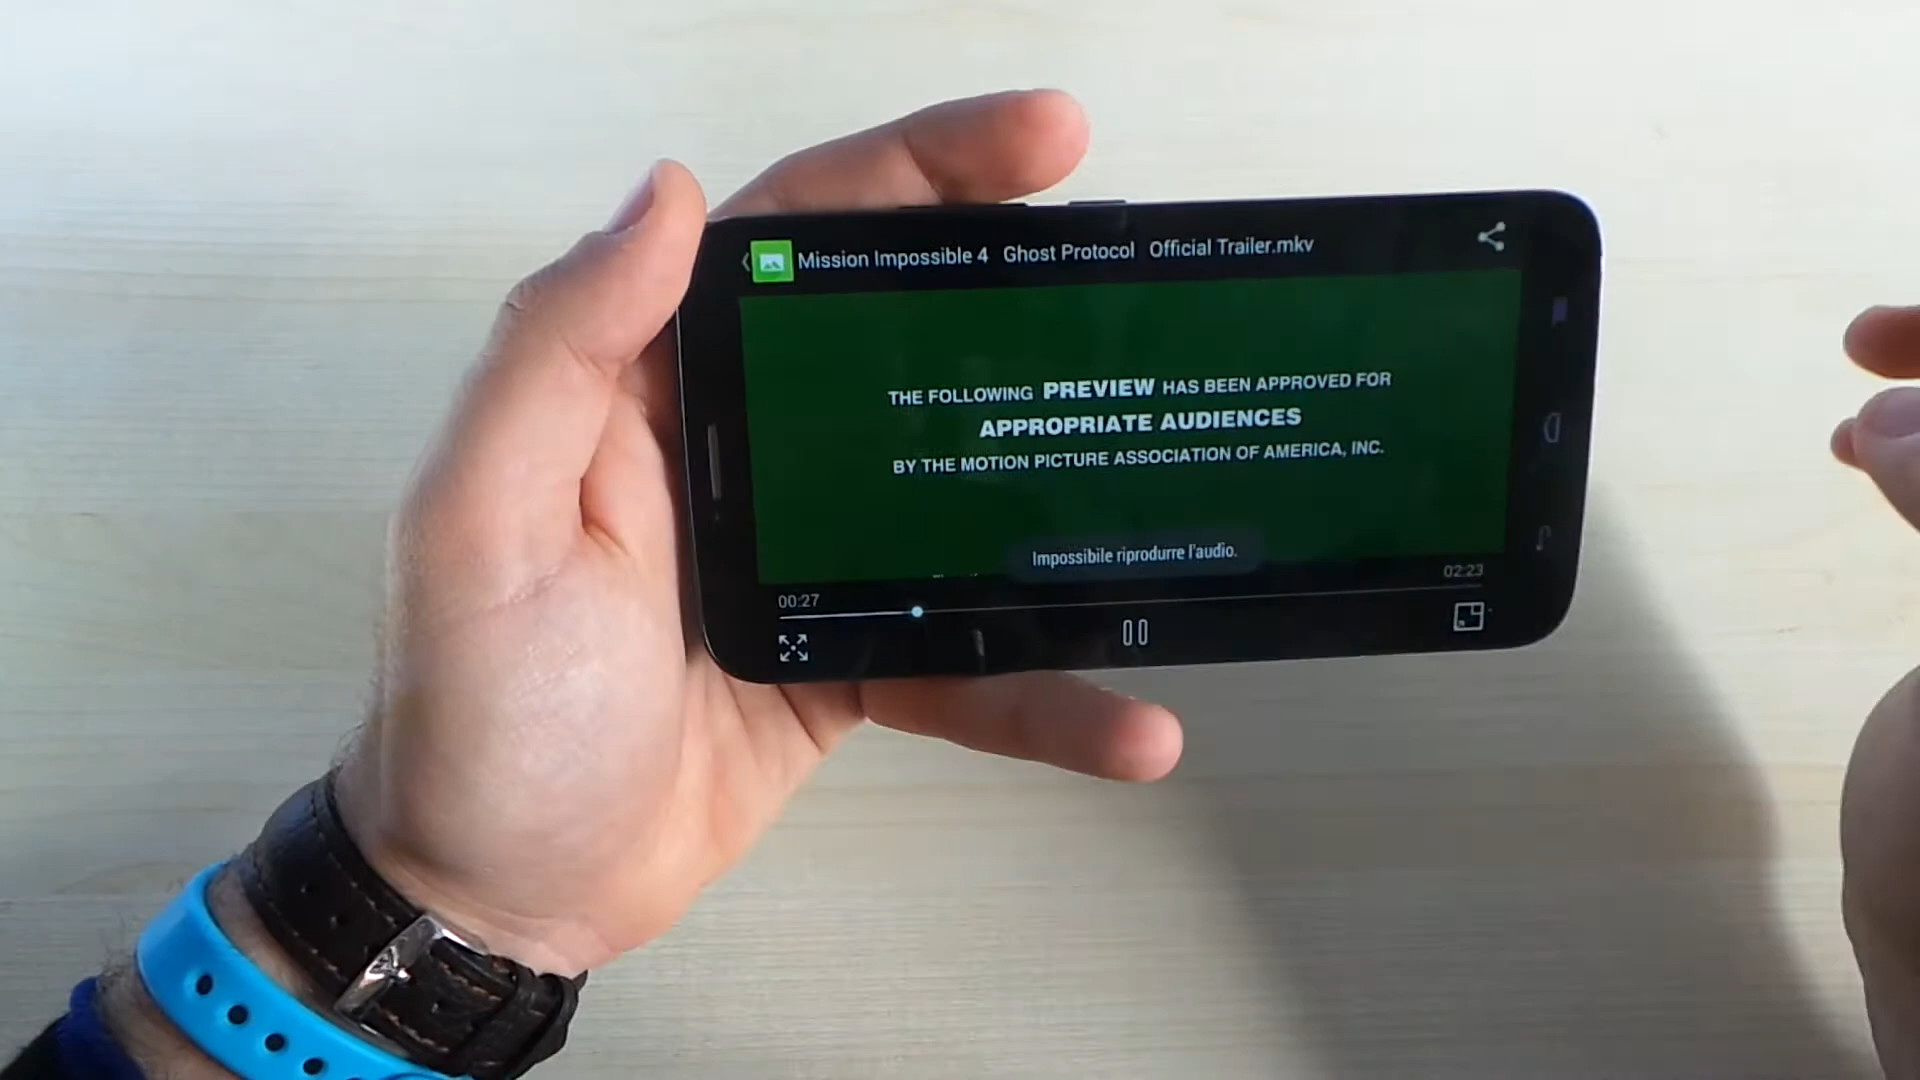 Mission Impossible 4 Ghost Protocol Official Trailer.mkv
THE FOLLOWING PREVIEW HAS BEEN APPROVED FOR
APPROPRIATE AUDIENCES
BY THE MOTION PICTURE ASSOCIATION OF AMERICA, INC.
Impossibile riprodurre l'audio.
00:27
02:23